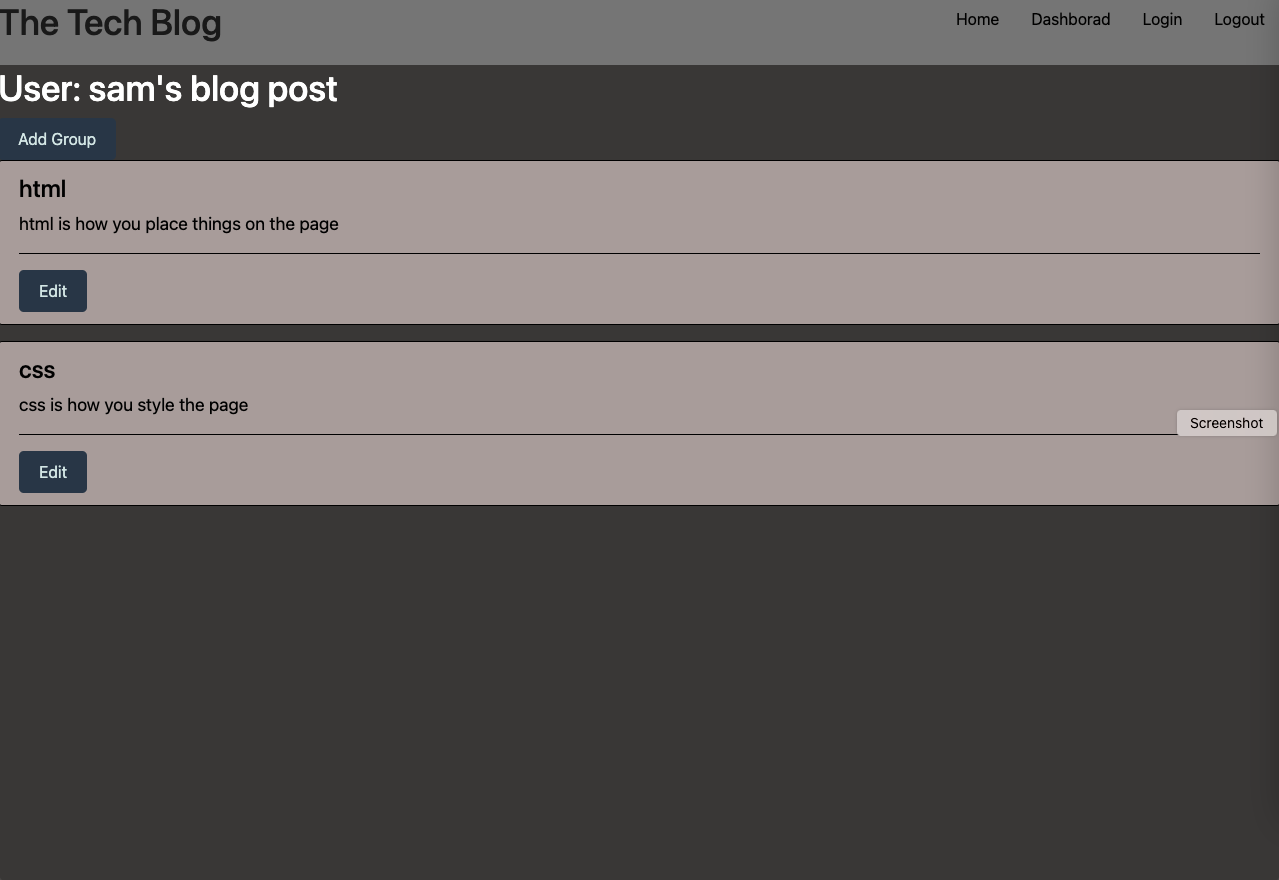 The Tech Blog
Home Dashborad Login Logout
User: sam's blog post
Add Group
html
html is how you place things on the page
Edit
css
css is how you style the page
Screenshot
Edit